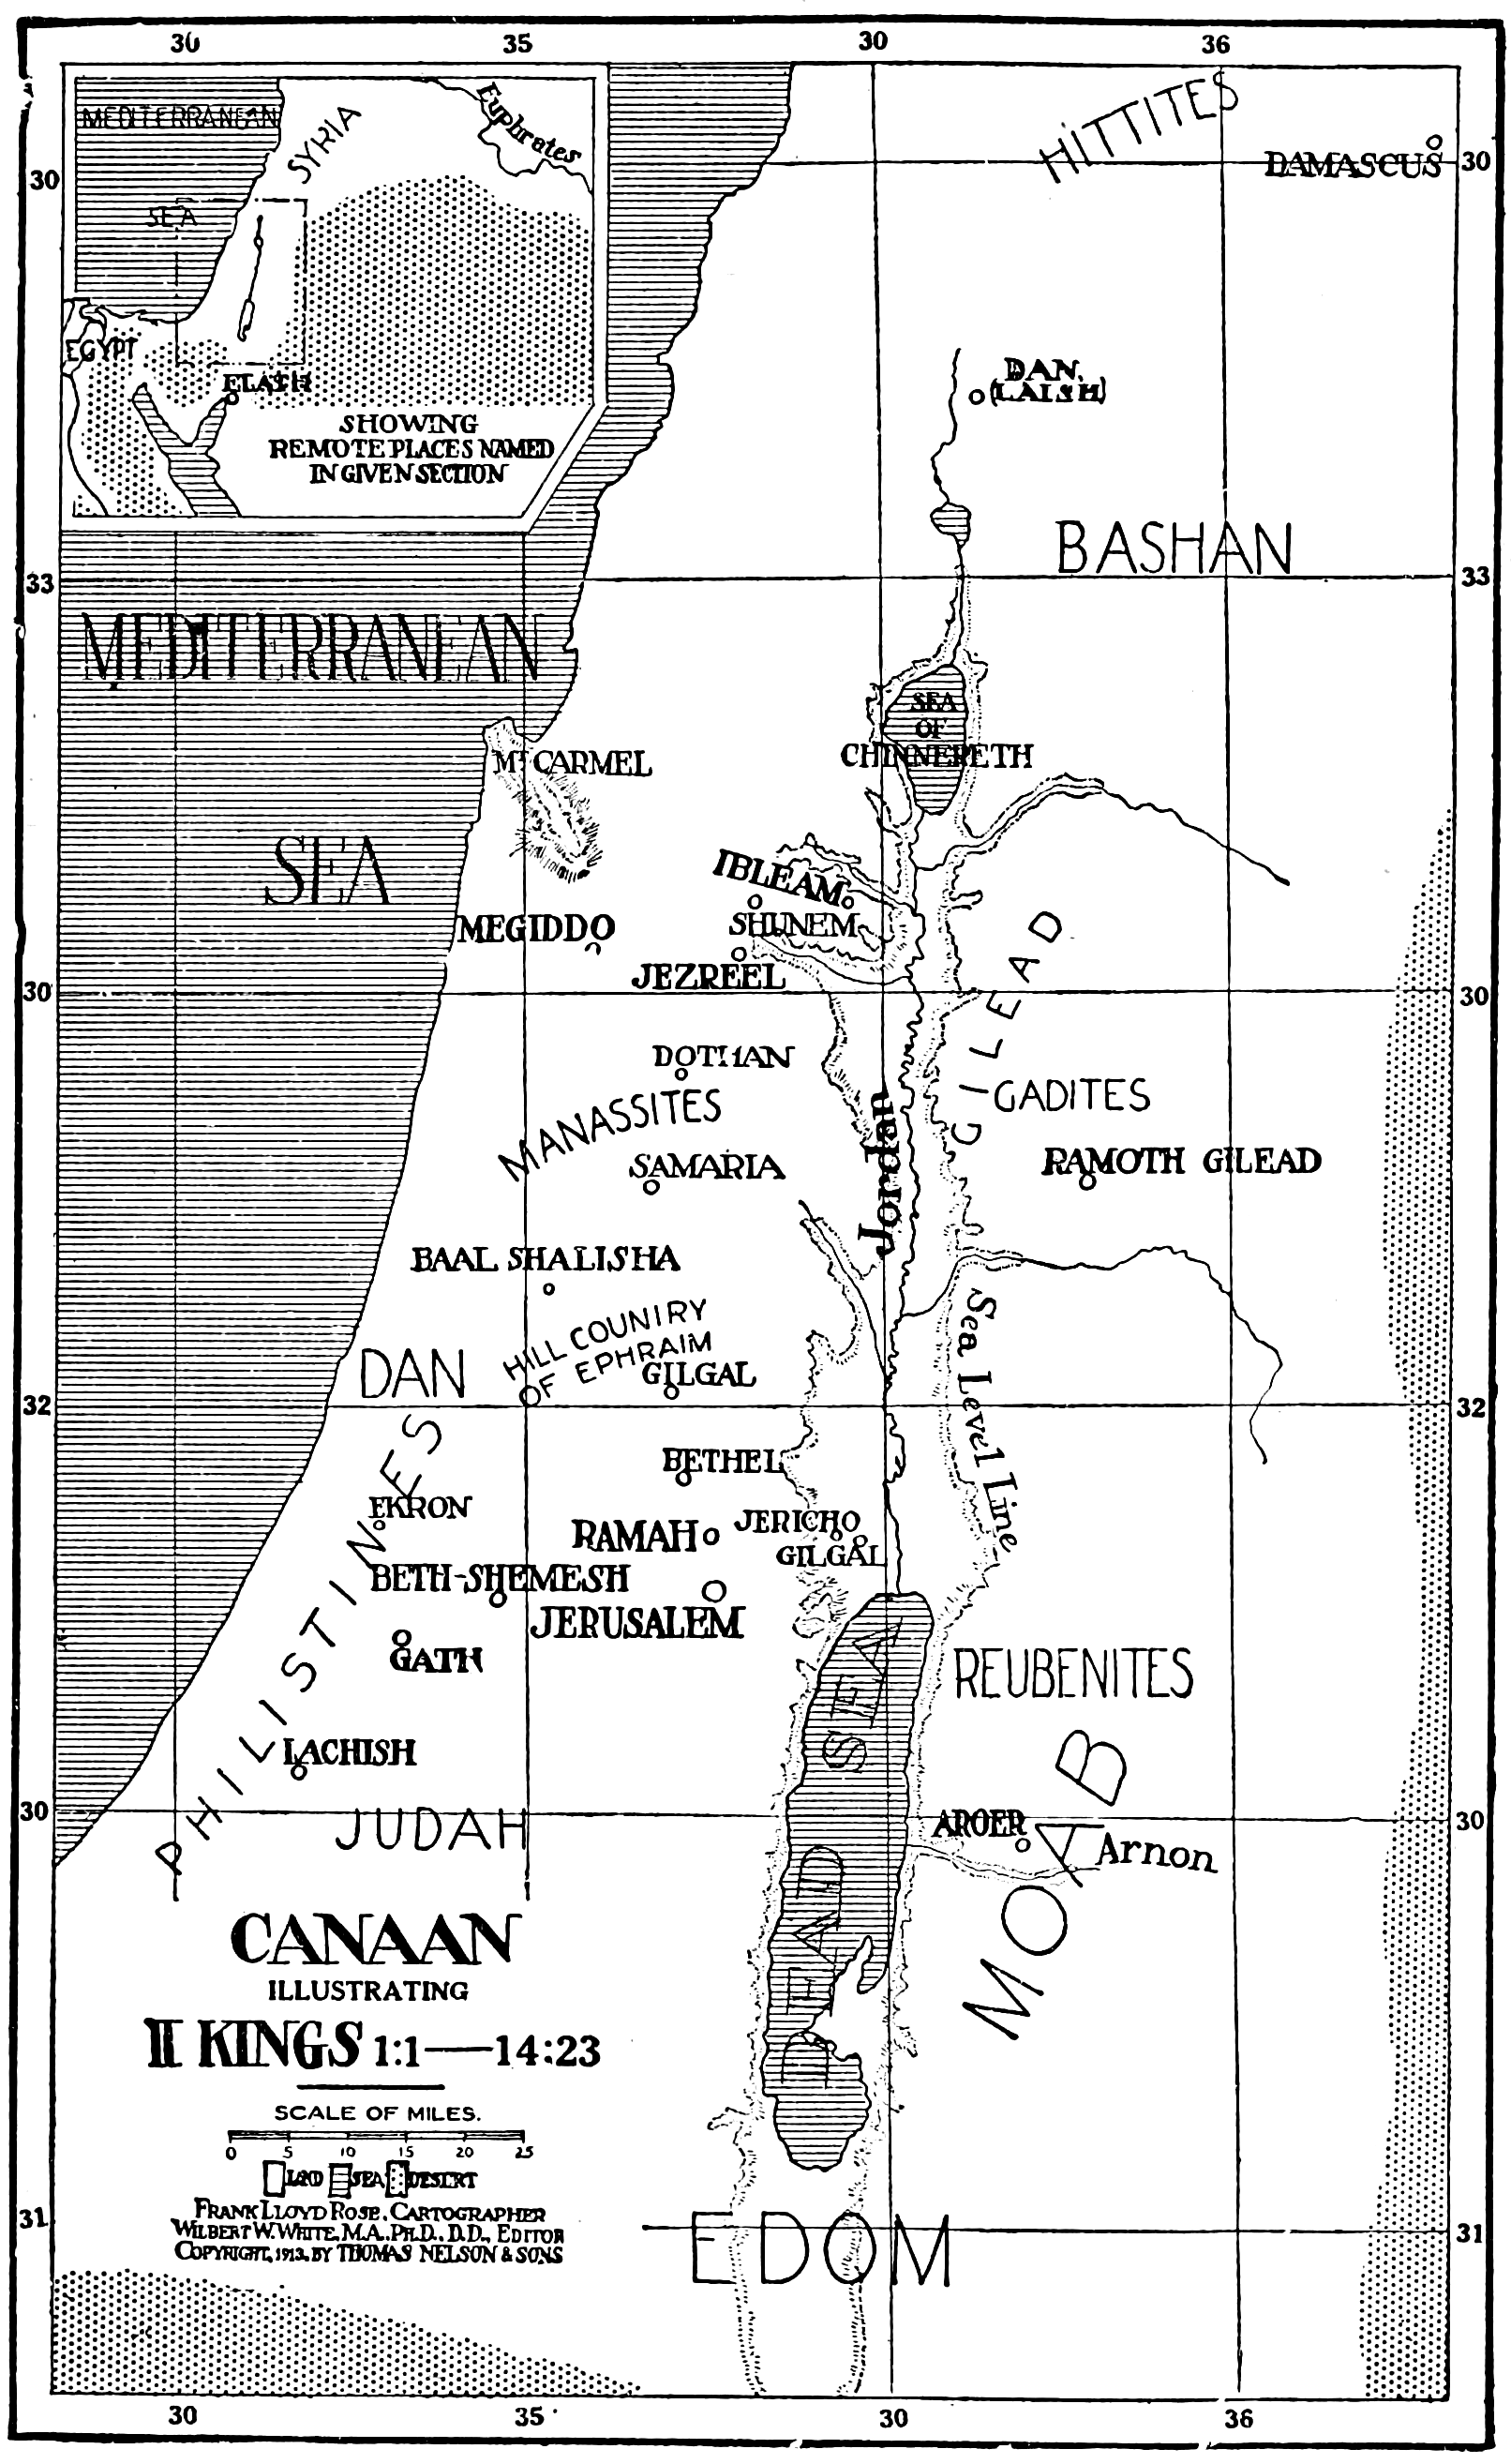 30 35 30 36
MEDITERRANEAN
SEA
SYRIA
Euphrates
EGYPT
ELATH
SHOWING
REMOTE PLACES NAMED
IN GIVEN SECTION
HITTITES
DAMASCUS
30 30
DAN
(LAISH)
BASHAN
33 33
MEDITERRANEAN
SEA
SEA
OF
CHINNERETH
Mt CARMEL
IBLEAM
SHUNEM
MEGIDDO
JEZREEL
30 30
GILEAD
DOTHAN
MANASSITES
GADITES
Jordan
SAMARIA
RAMOTH GILEAD
BAAL SHALISHA
HILL COUNTRY
OF EPHRAIM
Sea Level Line
DAN
GILGAL
32 32
PHILISTINES
BETHEL
EKRON
RAMAH
JERICHO
GILGAL
BETH-SHEMESH
JERUSALEM
GATH
DEAD SEA
REUBENITES
MOAB
LACHISH
30 30
JUDAH
AROER
Arnon
CANAAN
ILLUSTRATING
II KINGS 1:1—14:23
SCALE OF MILES.
0 5 10 15 20 25
LAND SEA DESERT
FRANK LLOYD ROSE, CARTOGRAPHER
WILBERT W. WHITE, M.A., PH.D., D.D., EDITOR
COPYRIGHT, 1913, BY THOMAS NELSON & SONS
31 31
EDOM
30 35 30 36